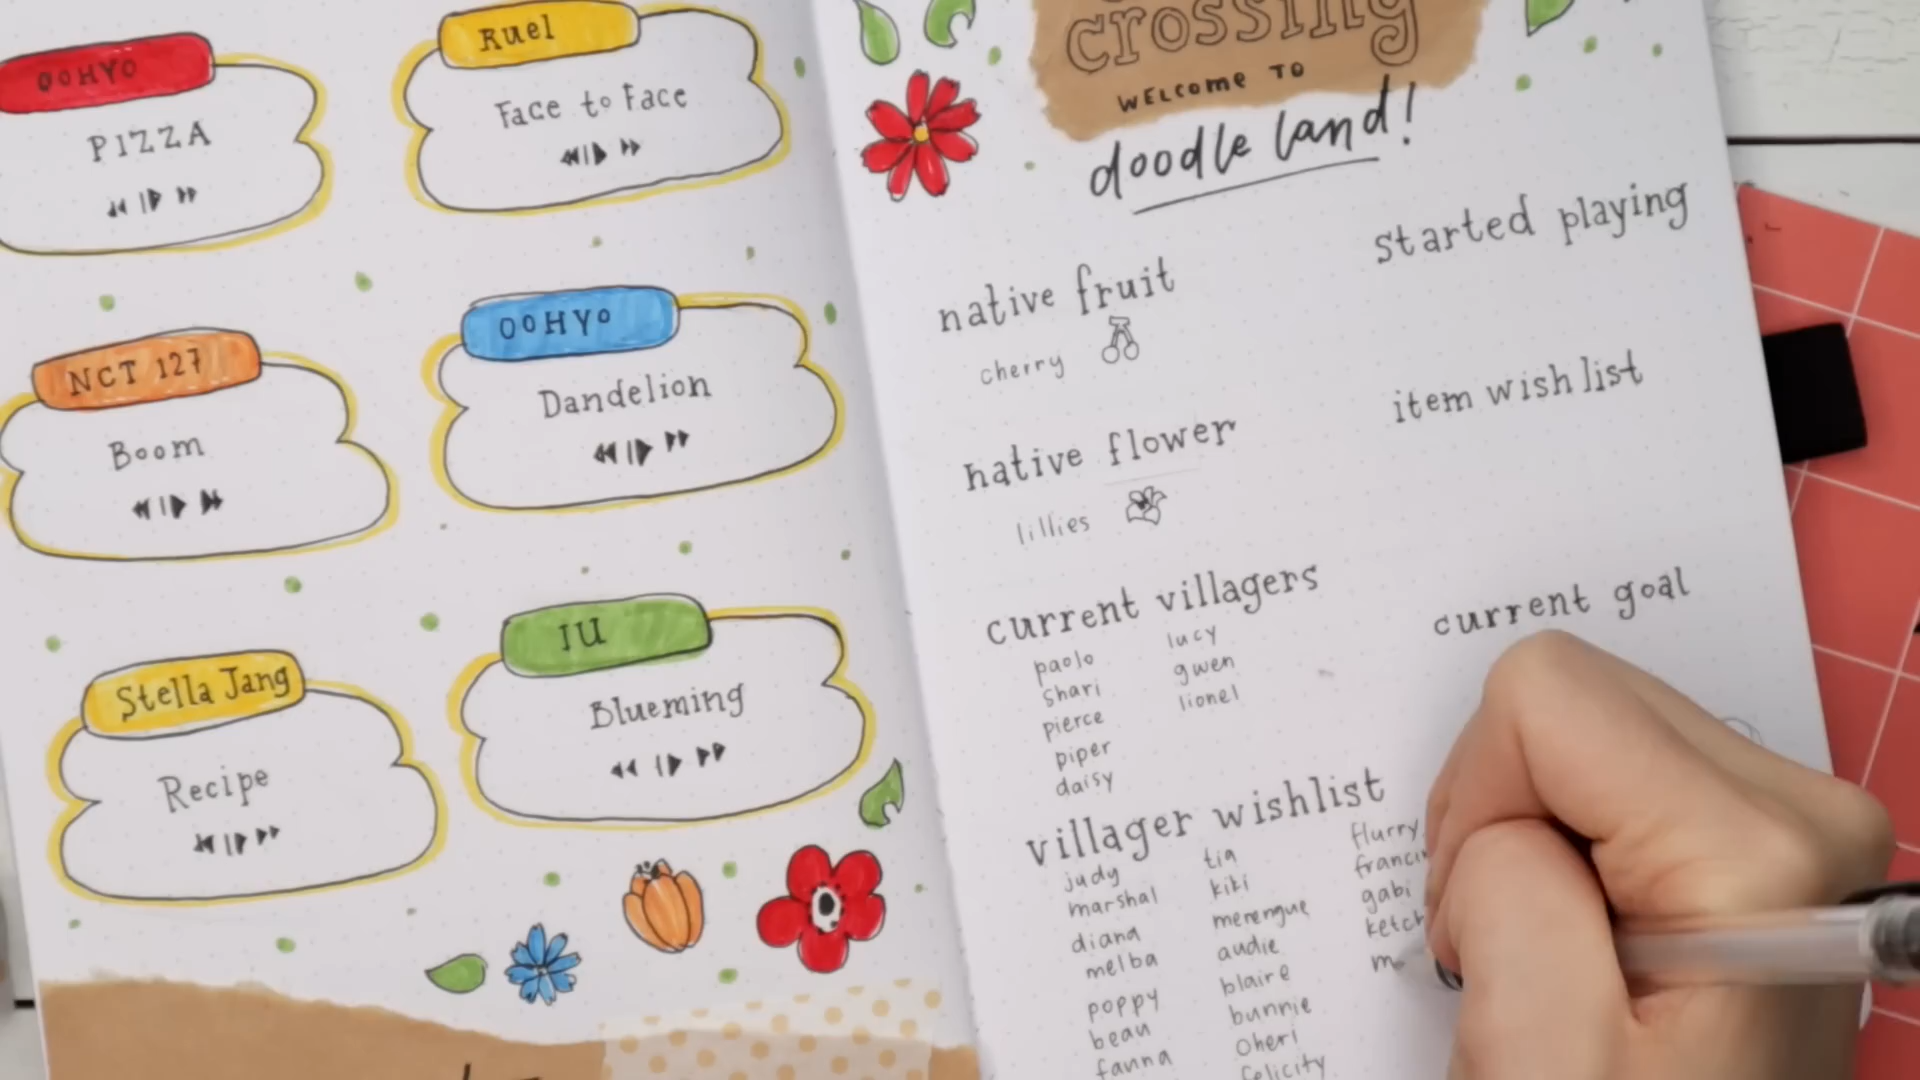 OOHYO
PIZZA
Ruel
Face to Face
NCT 127
Boom
OOHYO
Dandelion
Stella Jang
Recipe
IU
Blueming
crossing
WELCOME TO
doodle land!
native fruit
cherry
native flower
lillies
current villagers
paolo
shari
pierce
piper
daisy
lucy
gwen
lionel
villager wishlist
judy
marshal
diana
melba
poppy
beau
fauna
tia
kiki
merengue
audie
blaire
bunnie
cheri
felicity
flurry
gabi
started playing
item wish list
current goal